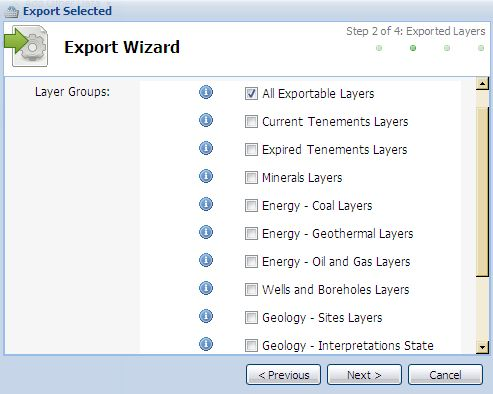 Export Selected
Step 2 of 4: Exported Layers
Export Wizard
Layer Groups:
All Exportable Layers
Current Tenements Layers
Expired Tenements Layers
Minerals Layers
Energy - Coal Layers
Energy - Geothermal Layers
Energy - Oil and Gas Layers
Wells and Boreholes Layers
Geology - Sites Layers
Geology - Interpretations State
< Previous
Next >
Cancel